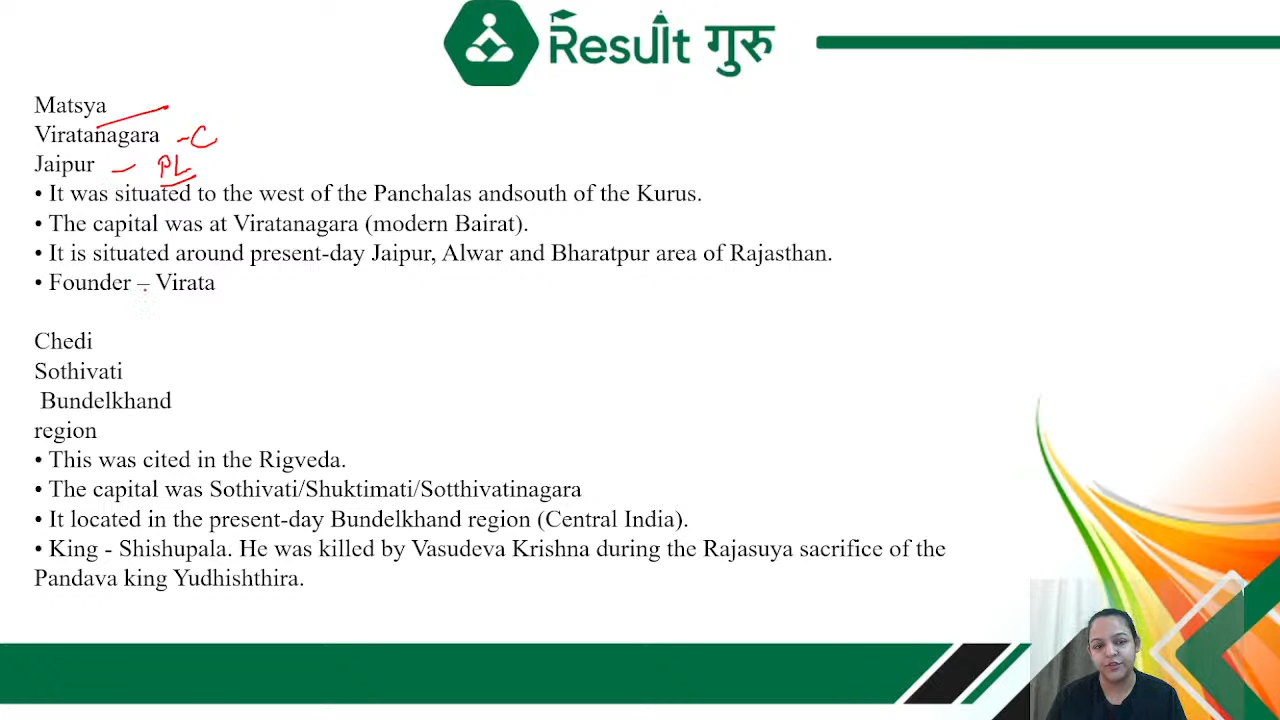 Result गुरु
Matsya
Viratanagara -C
Jaipur - PL
• It was situated to the west of the Panchalas andsouth of the Kurus.
• The capital was at Viratanagara (modern Bairat).
• It is situated around present-day Jaipur, Alwar and Bharatpur area of Rajasthan.
• Founder – Virata
Chedi
Sothivati
Bundelkhand
region
• This was cited in the Rigveda.
• The capital was Sothivati/Shuktimati/Sotthivatinagara
• It located in the present-day Bundelkhand region (Central India).
• King - Shishupala. He was killed by Vasudeva Krishna during the Rajasuya sacrifice of the
Pandava king Yudhishthira.